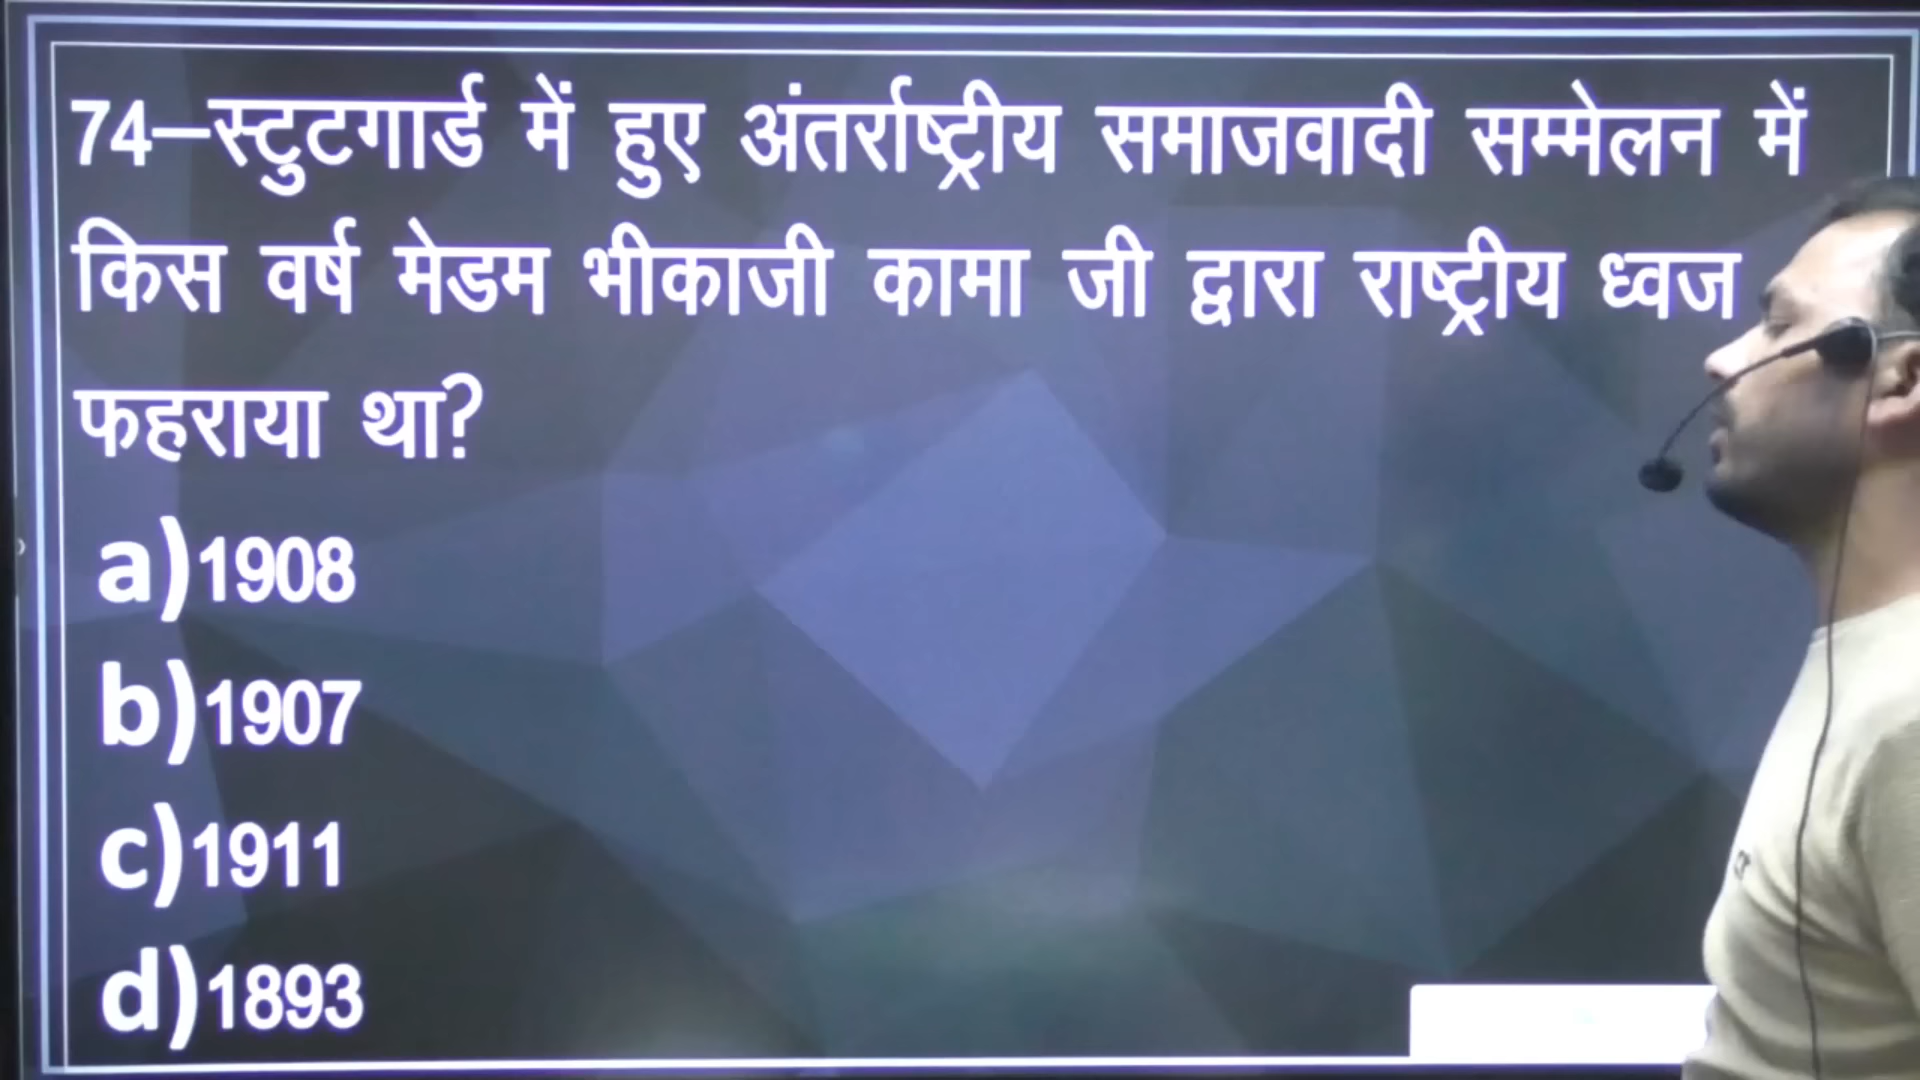 74–स्टुटगार्ड में हुए अंतर्राष्ट्रीय समाजवादी सम्मेलन में
किस वर्ष मेडम भीकाजी कामा जी द्वारा राष्ट्रीय ध्वज
फहराया था?
a)1908
b)1907
c)1911
d)1893